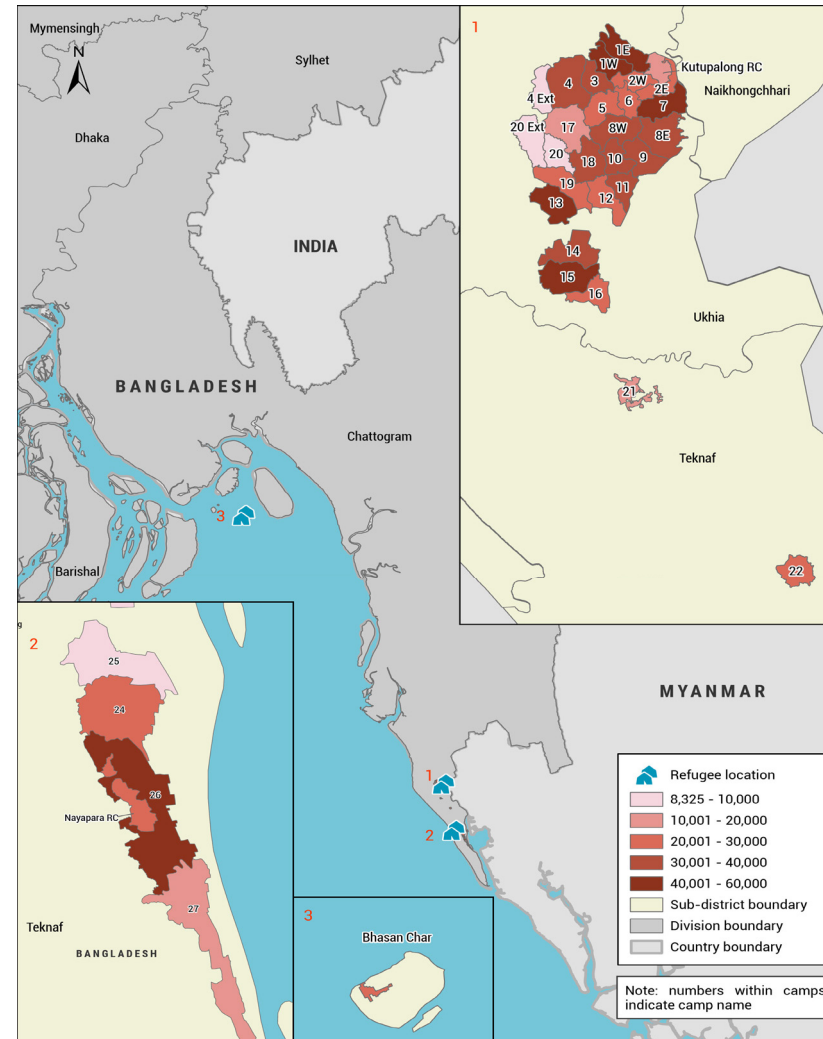 Mymensingh
N
Sylhet
Dhaka
INDIA
BANGLADESH
Chattogram
3
Barishal
MYANMAR
1
2
1
1E
1W
Kutupalong RC
4
3
2W
2E
Naikhongchhari
4 Ext
5
6
7
20 Ext
17
8W
8E
20
18
10
9
19
11
13
12
14
15
16
Ukhia
21
Teknaf
22
g
2
25
24
26
Nayapara RC
27
Teknaf
BANGLADESH
3
Bhasan Char
Refugee location
8,325 - 10,000
10,001 - 20,000
20,001 - 30,000
30,001 - 40,000
40,001 - 60,000
Sub-district boundary
Division boundary
Country boundary
Note: numbers within camps
indicate camp name